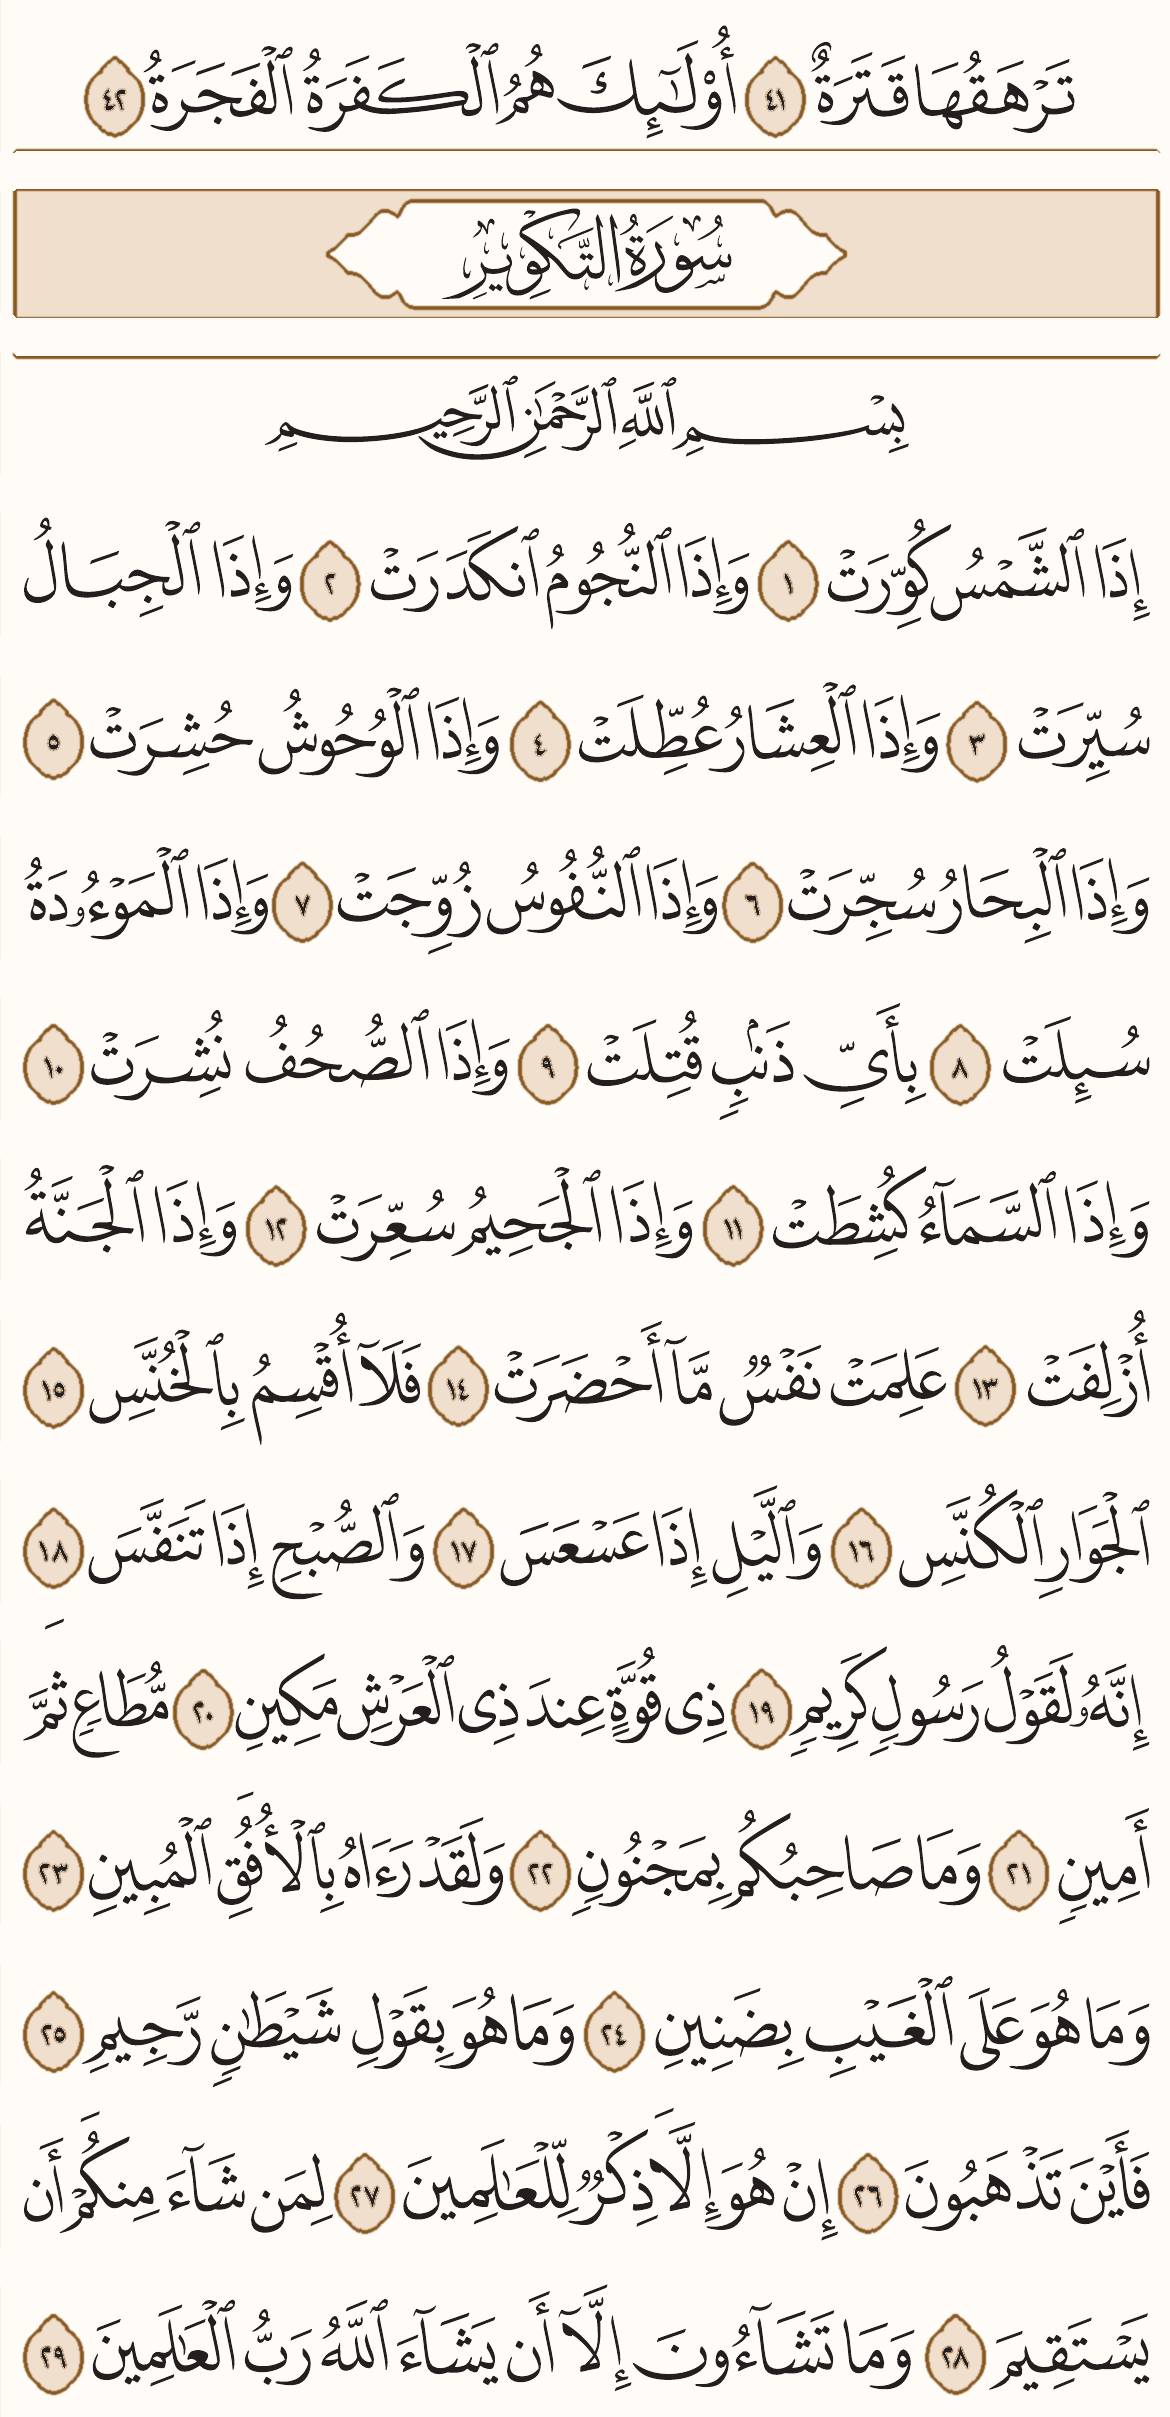 تَرْهَقُهَا قَتَرَةٌ ٤١ أُو۟لَـٰٓئِكَ هُمُ ٱلْكَفَرَةُ ٱلْفَجَرَةُ ٤٢
سُورَةُ التَّكْوِيرِ
بِسْمِ ٱللَّهِ ٱلرَّحْمَـٰنِ ٱلرَّحِيمِ
إِذَا ٱلشَّمْسُ كُوِّرَتْ ١ وَإِذَا ٱلنُّجُومُ ٱنكَدَرَتْ ٢ وَإِذَا ٱلْجِبَالُ
سُيِّرَتْ ٣ وَإِذَا ٱلْعِشَارُ عُطِّلَتْ ٤ وَإِذَا ٱلْوُحُوشُ حُشِرَتْ ٥
وَإِذَا ٱلْبِحَارُ سُجِّرَتْ ٦ وَإِذَا ٱلنُّفُوسُ زُوِّجَتْ ٧ وَإِذَا ٱلْمَوْءُۥدَةُ
سُئِلَتْ ٨ بِأَىِّ ذَنۢبٍ قُتِلَتْ ٩ وَإِذَا ٱلصُّحُفُ نُشِرَتْ ١٠
وَإِذَا ٱلسَّمَآءُ كُشِطَتْ ١١ وَإِذَا ٱلْجَحِيمُ سُعِّرَتْ ١٢ وَإِذَا ٱلْجَنَّةُ
أُزْلِفَتْ ١٣ عَلِمَتْ نَفْسٌ مَّآ أَحْضَرَتْ ١٤ فَلَآ أُقْسِمُ بِٱلْخُنَّسِ ١٥
ٱلْجَوَارِ ٱلْكُنَّسِ ١٦ وَٱلَّيْلِ إِذَا عَسْعَسَ ١٧ وَٱلصُّبْحِ إِذَا تَنَفَّسَ ١٨
إِنَّهُۥ لَقَوْلُ رَسُولٍ كَرِيمٍ ١٩ ذِى قُوَّةٍ عِندَ ذِى ٱلْعَرْشِ مَكِينٍ ٢٠ مُّطَاعٍ ثَمَّ
أَمِينٍ ٢١ وَمَا صَاحِبُكُم بِمَجْنُونٍ ٢٢ وَلَقَدْ رَءَاهُ بِٱلْأُفُقِ ٱلْمُبِينِ ٢٣
وَمَا هُوَ عَلَى ٱلْغَيْبِ بِضَنِينٍ ٢٤ وَمَا هُوَ بِقَوْلِ شَيْطَـٰنٍ رَّجِيمٍ ٢٥
فَأَيْنَ تَذْهَبُونَ ٢٦ إِنْ هُوَ إِلَّا ذِكْرٌ لِّلْعَـٰلَمِينَ ٢٧ لِمَن شَآءَ مِنكُمْ أَن
يَسْتَقِيمَ ٢٨ وَمَا تَشَآءُونَ إِلَّآ أَن يَشَآءَ ٱللَّهُ رَبُّ ٱلْعَـٰلَمِينَ ٢٩